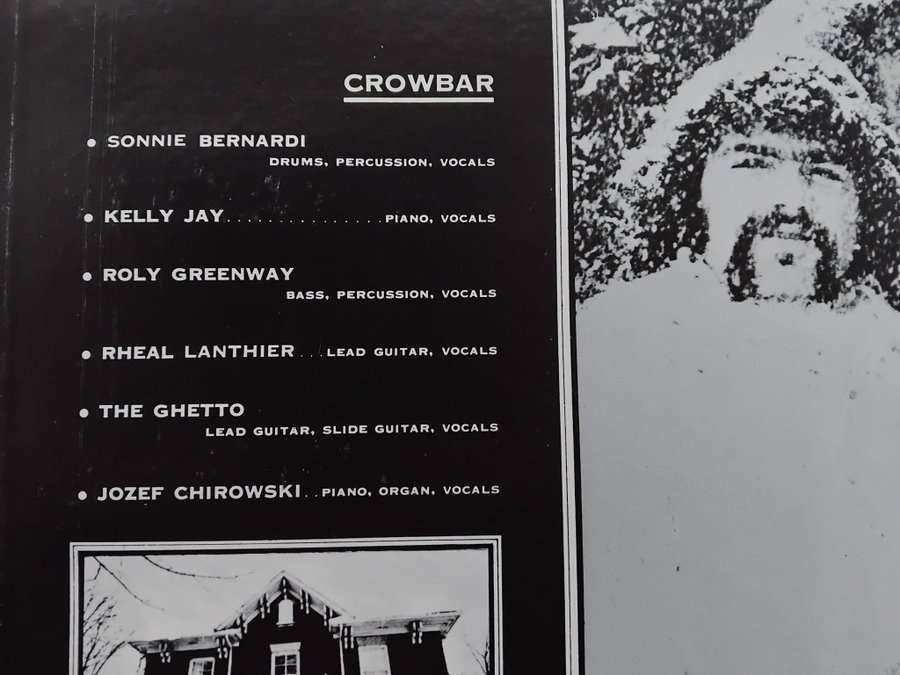 CROWBAR
• SONNIE BERNARDI
DRUMS, PERCUSSION, VOCALS
• KELLY JAY...............PIANO, VOCALS
• ROLY GREENWAY
BASS, PERCUSSION, VOCALS
• RHEAL LANTHIER...LEAD GUITAR, VOCALS
• THE GHETTO
LEAD GUITAR, SLIDE GUITAR, VOCALS
• JOZEF CHIROWSKI..PIANO, ORGAN, VOCALS